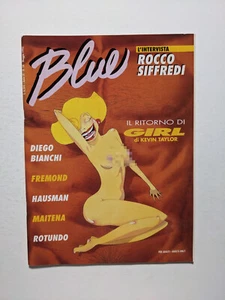 Blue
L'INTERVISTA
ROCCO
SIFFREDI
IL RITORNO DI
GIRL
di KEVIN TAYLOR
DIEGO
BIANCHI
FREMOND
HAUSMAN
MAITENA
ROTUNDO